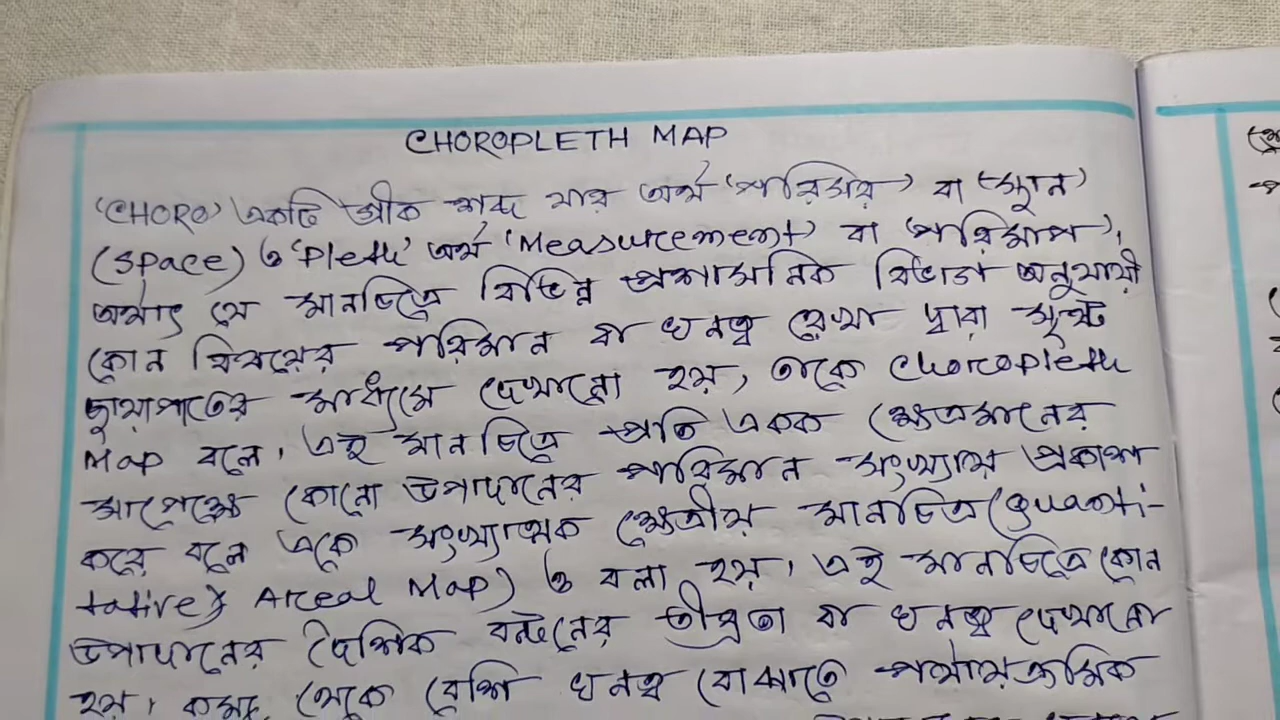 CHOROPLETH MAP
'CHORO' একটি গ্রীক শব্দ যার অর্থ 'পরিসর' বা 'স্থান'
(space) ও 'Pleth' অর্থ 'Measurement' বা 'পরিমাপ',
অর্থাৎ যে মানচিত্রে বিভিন্ন প্রশাসনিক বিভাগ অনুযায়ী
কোন বিষয়ের পরিমান বা ঘনত্ব রেখা দ্বারা সৃষ্ট
ছায়াপাতের মাধ্যমে দেখানো হয়, তাকে Choropleth
Map বলে। এই মানচিত্রে প্রতি একক ক্ষেত্রমানের
সাপেক্ষে কোনো উপাদানের পরিমান সংখ্যায় প্রকাশ
করে বলে একে সংখ্যাত্মক ক্ষেত্রীয় মানচিত্র (Quanti-
tative Areal Map) ও বলা হয়। এই মানচিত্রে কোন
উপাদানের দৈশিক বন্টনের তীব্রতা বা ঘনত্ব দেখানো
হয়। কম থেকে বেশি ঘনত্ব বোঝাতে পর্যায়ক্রমিক